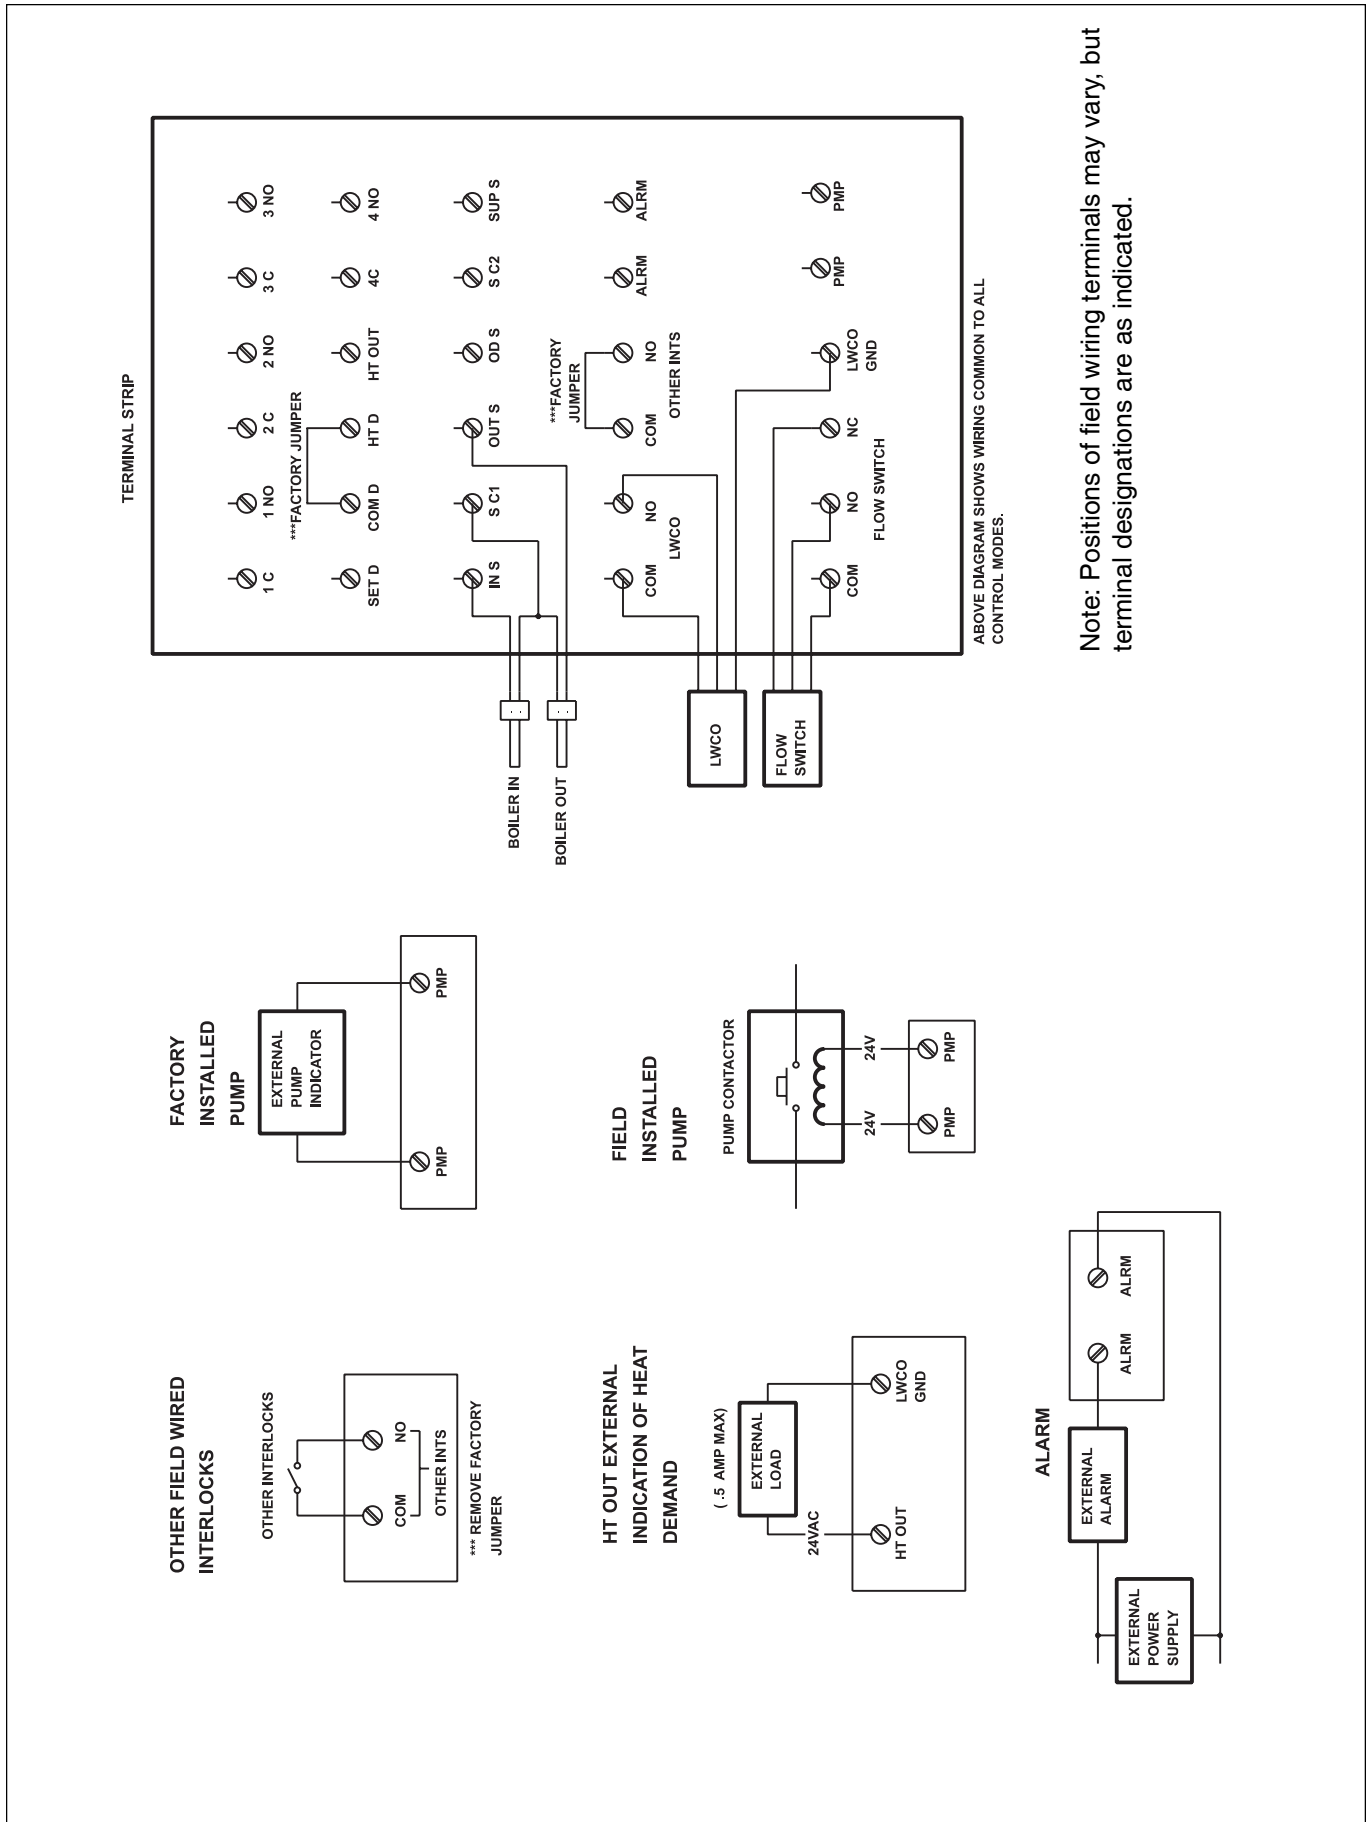 OTHER FIELD WIRED
INTERLOCKS
OTHER INTERLOCKS
COM
NO
OTHER INTS
*** REMOVE FACTORY
JUMPER
FACTORY
INSTALLED
PUMP
EXTERNAL
PUMP
INDICATOR
PMP
PMP
HT OUT EXTERNAL
INDICATION OF HEAT
DEMAND
( .5 AMP MAX)
EXTERNAL
LOAD
24VAC
HT OUT
LWCO
GND
FIELD
INSTALLED
PUMP
PUMP CONTACTOR
24V
24V
PMP
PMP
ALARM
EXTERNAL
POWER
SUPPLY
EXTERNAL
ALARM
ALRM
ALRM
TERMINAL STRIP
1 C
1 NO
2 C
2 NO
3 C
3 NO
***FACTORY JUMPER
SET D
COM D
HT D
HT OUT
4C
4 NO
IN S
S C1
OUT S
OD S
S C2
SUP S
BOILER IN
BOILER OUT
***FACTORY
JUMPER
COM
NO
LWCO
COM
NO
OTHER INTS
ALRM
ALRM
LWCO
FLOW
SWITCH
COM
NO
NC
FLOW SWITCH
LWCO
GND
PMP
PMP
ABOVE DIAGRAM SHOWS WIRING COMMON TO ALL
CONTROL MODES.
Note: Positions of field wiring terminals may vary, but
terminal designations are as indicated.